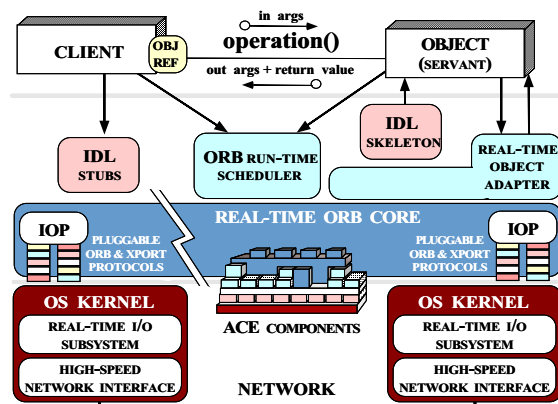 in args
CLIENT
OBJ
REF
operation()
OBJECT
(SERVANT)
out args + return value
IDL
STUBS
ORB RUN-TIME
SCHEDULER
IDL
SKELETON
REAL-TIME
OBJECT
ADAPTER
REAL-TIME ORB CORE
IOP
PLUGGABLE
ORB & XPORT
PROTOCOLS
PLUGGABLE
ORB & XPORT
PROTOCOLS
IOP
OS KERNEL
REAL-TIME I/O
SUBSYSTEM
HIGH-SPEED
NETWORK INTERFACE
ACE COMPONENTS
NETWORK
OS KERNEL
REAL-TIME I/O
SUBSYSTEM
HIGH-SPEED
NETWORK INTERFACE